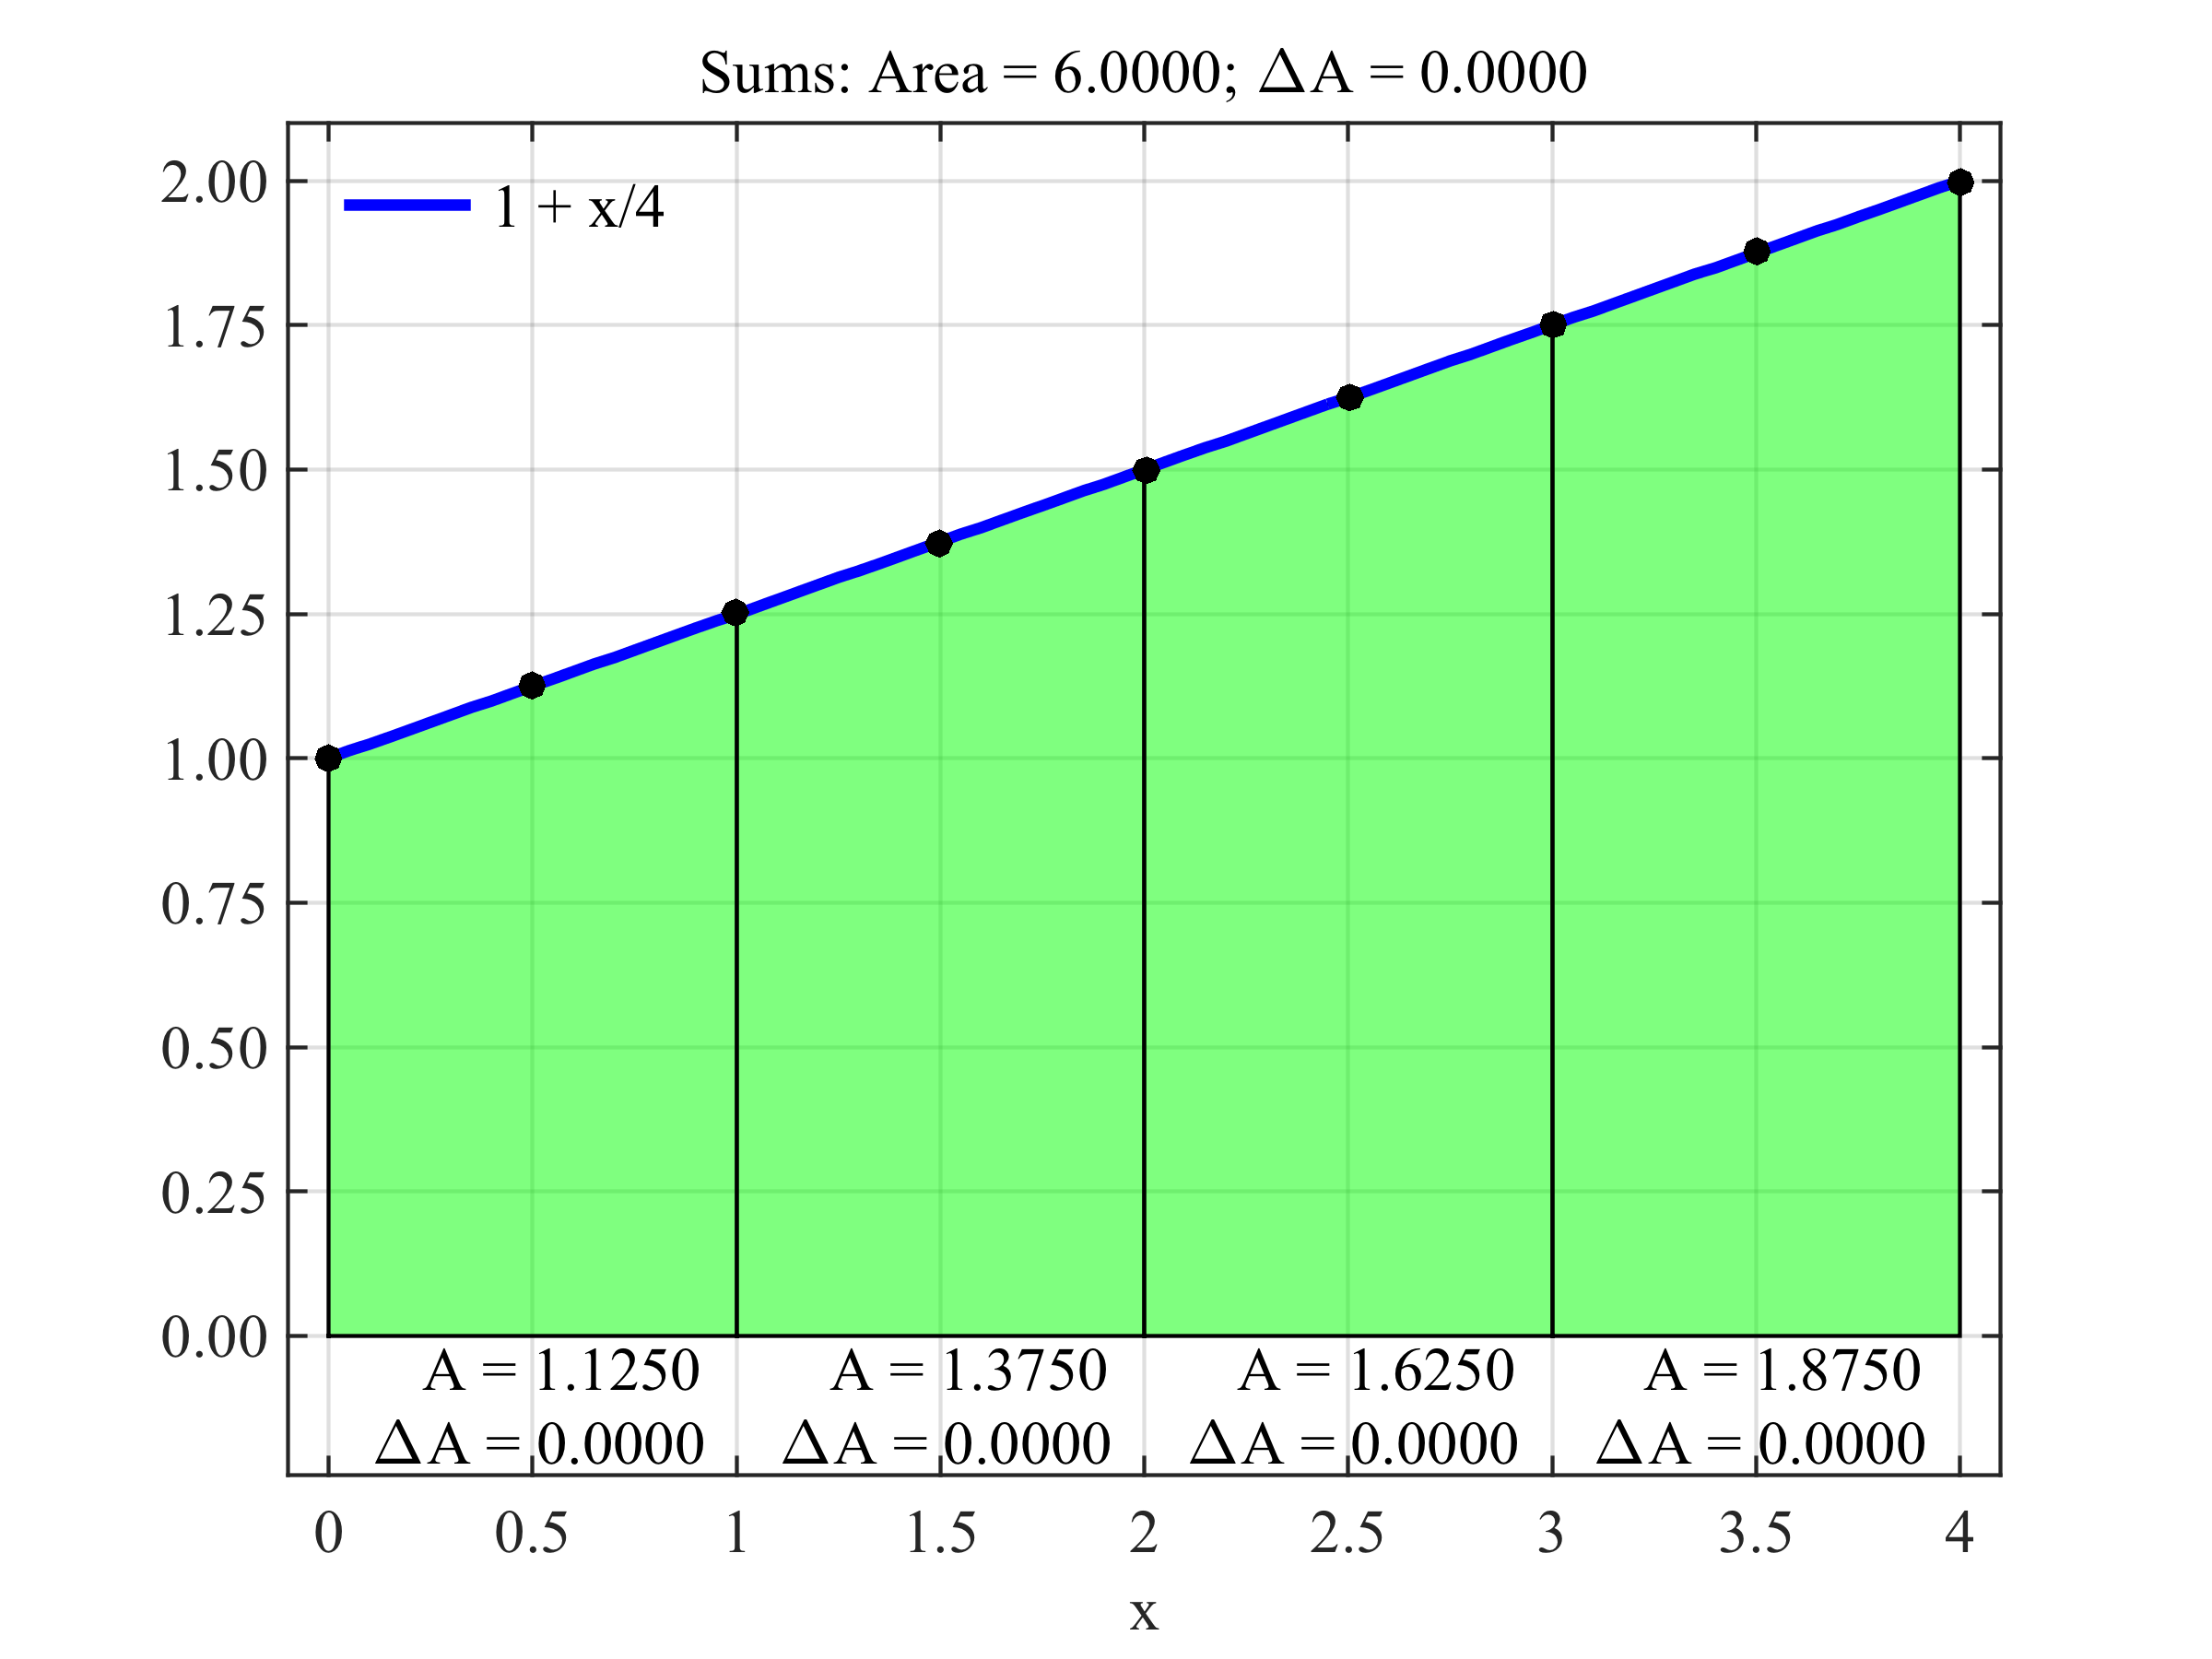 Sums: Area = 6.0000; ΔA = 0.0000
1 + x/4
2.00
1.75
1.50
1.25
1.00
0.75
0.50
0.25
0.00
A = 1.1250 A = 1.3750 A = 1.6250 A = 1.8750
ΔA = 0.0000 ΔA = 0.0000 ΔA = 0.0000 ΔA = 0.0000
0 0.5 1 1.5 2 2.5 3 3.5 4
x